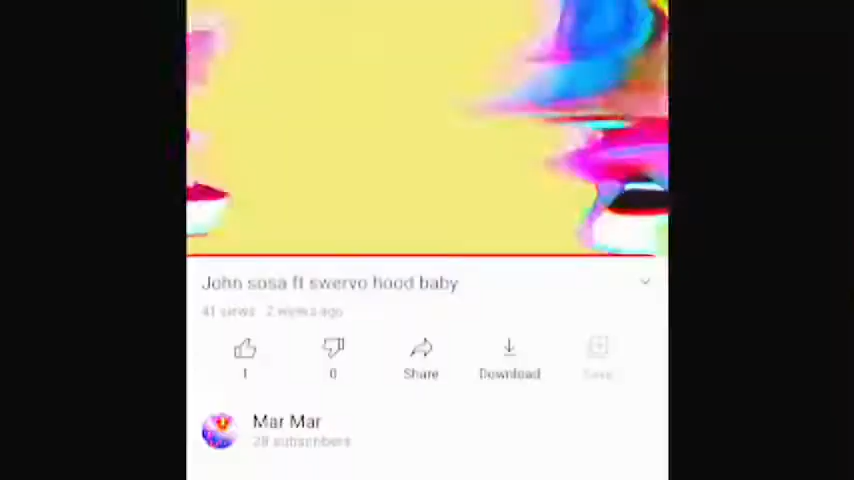 John sosa ft swervo hood baby
41 views 2 weeks ago
1
0
Share
Download
Save
Mar Mar
28 subscribers